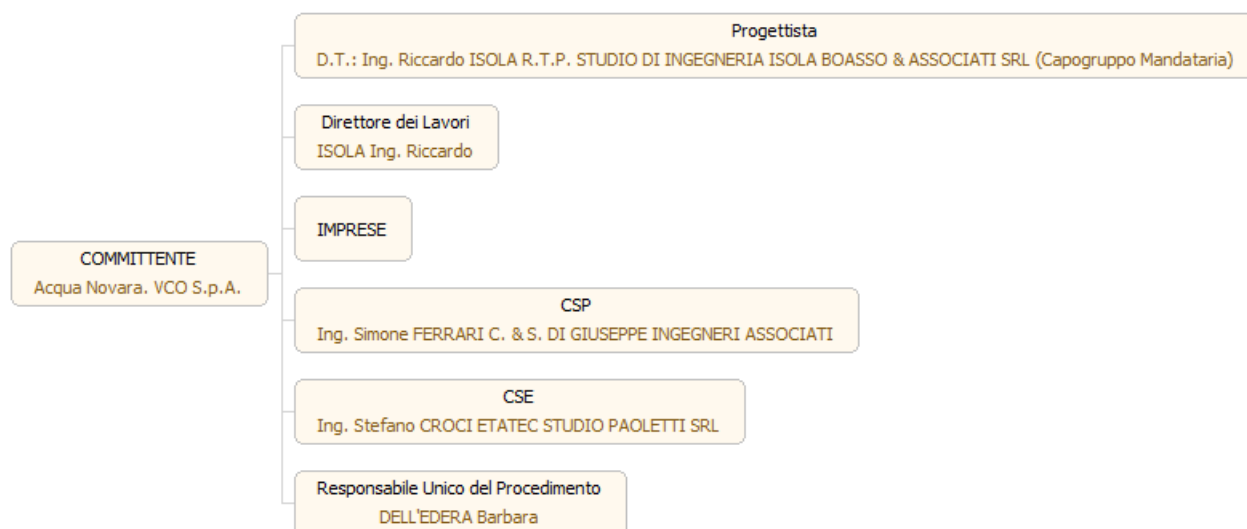 Progettista
D.T.: Ing. Riccardo ISOLA R.T.P. STUDIO DI INGEGNERIA ISOLA BOASSO & ASSOCIATI SRL (Capogruppo Mandataria)
Direttore dei Lavori
ISOLA Ing. Riccardo
IMPRESE
COMMITTENTE
Acqua Novara. VCO S.p.A.
CSP
Ing. Simone FERRARI C. & S. DI GIUSEPPE INGEGNERI ASSOCIATI
CSE
Ing. Stefano CROCI ETATEC STUDIO PAOLETTI SRL
Responsabile Unico del Procedimento
DELL'EDERA Barbara